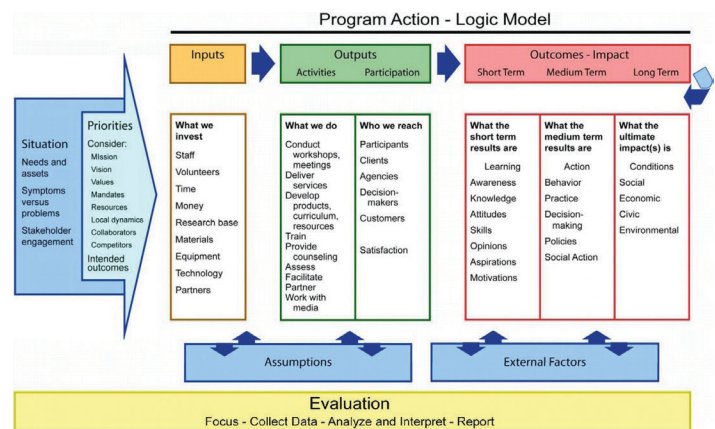 Program Action - Logic Model
Inputs
Outputs
Activities
Participation
Outcomes - Impact
Short Term
Medium Term
Long Term
Situation
Needs and
assets
Symptoms
versus
problems
Stakeholder
engagement
Priorities
Consider:
Mission
Vision
Values
Mandates
Resources
Local dynamics
Collaborators
Competitors
Intended
outcomes
What we
invest
Staff
Volunteers
Time
Money
Research base
Materials
Equipment
Technology
Partners
What we do
Conduct
workshops,
meetings
Deliver
services
Develop
products,
curriculum,
resources
Train
Provide
counseling
Assess
Facilitate
Partner
Work with
media
Who we reach
Participants
Clients
Agencies
Decision-
makers
Customers
Satisfaction
What the
short term
results are
Learning
Awareness
Knowledge
Attitudes
Skills
Opinions
Aspirations
Motivations
What the
medium term
results are
Action
Behavior
Practice
Decision-
making
Policies
Social Action
What the
ultimate
impact(s) is
Conditions
Social
Economic
Civic
Environmental
Assumptions
External Factors
Evaluation
Focus - Collect Data - Analyze and Interpret - Report